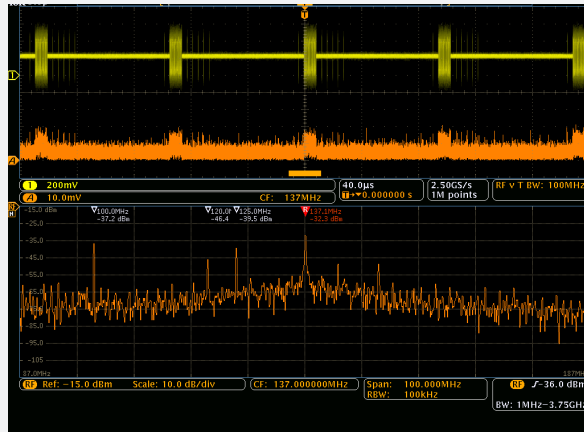 T
1
A
1 200mV
A 10.0mV CF: 137MHz
40.0µs
T→▾0.000000 s
2.50GS/s
1M points
RF v T BW: 100MHz
RF
-15.0 dBm
100.0MHz
-37.2 dBm
120.0M
-46.4
125.0MHz
-39.5 dBm
R
137.1MHz
-32.3 dBm
-25.0
-35.0
-45.0
-55.0
-65.0
-75.0
-85.0
-95.0
-105
87.0MHz
187MHz
RF Ref: -15.0 dBm Scale: 10.0 dB/div
CF: 137.000000MHz
Span: 100.000MHz
RBW: 100kHz
RF -36.0 dBm
BW: 1MHz-3.75GHz